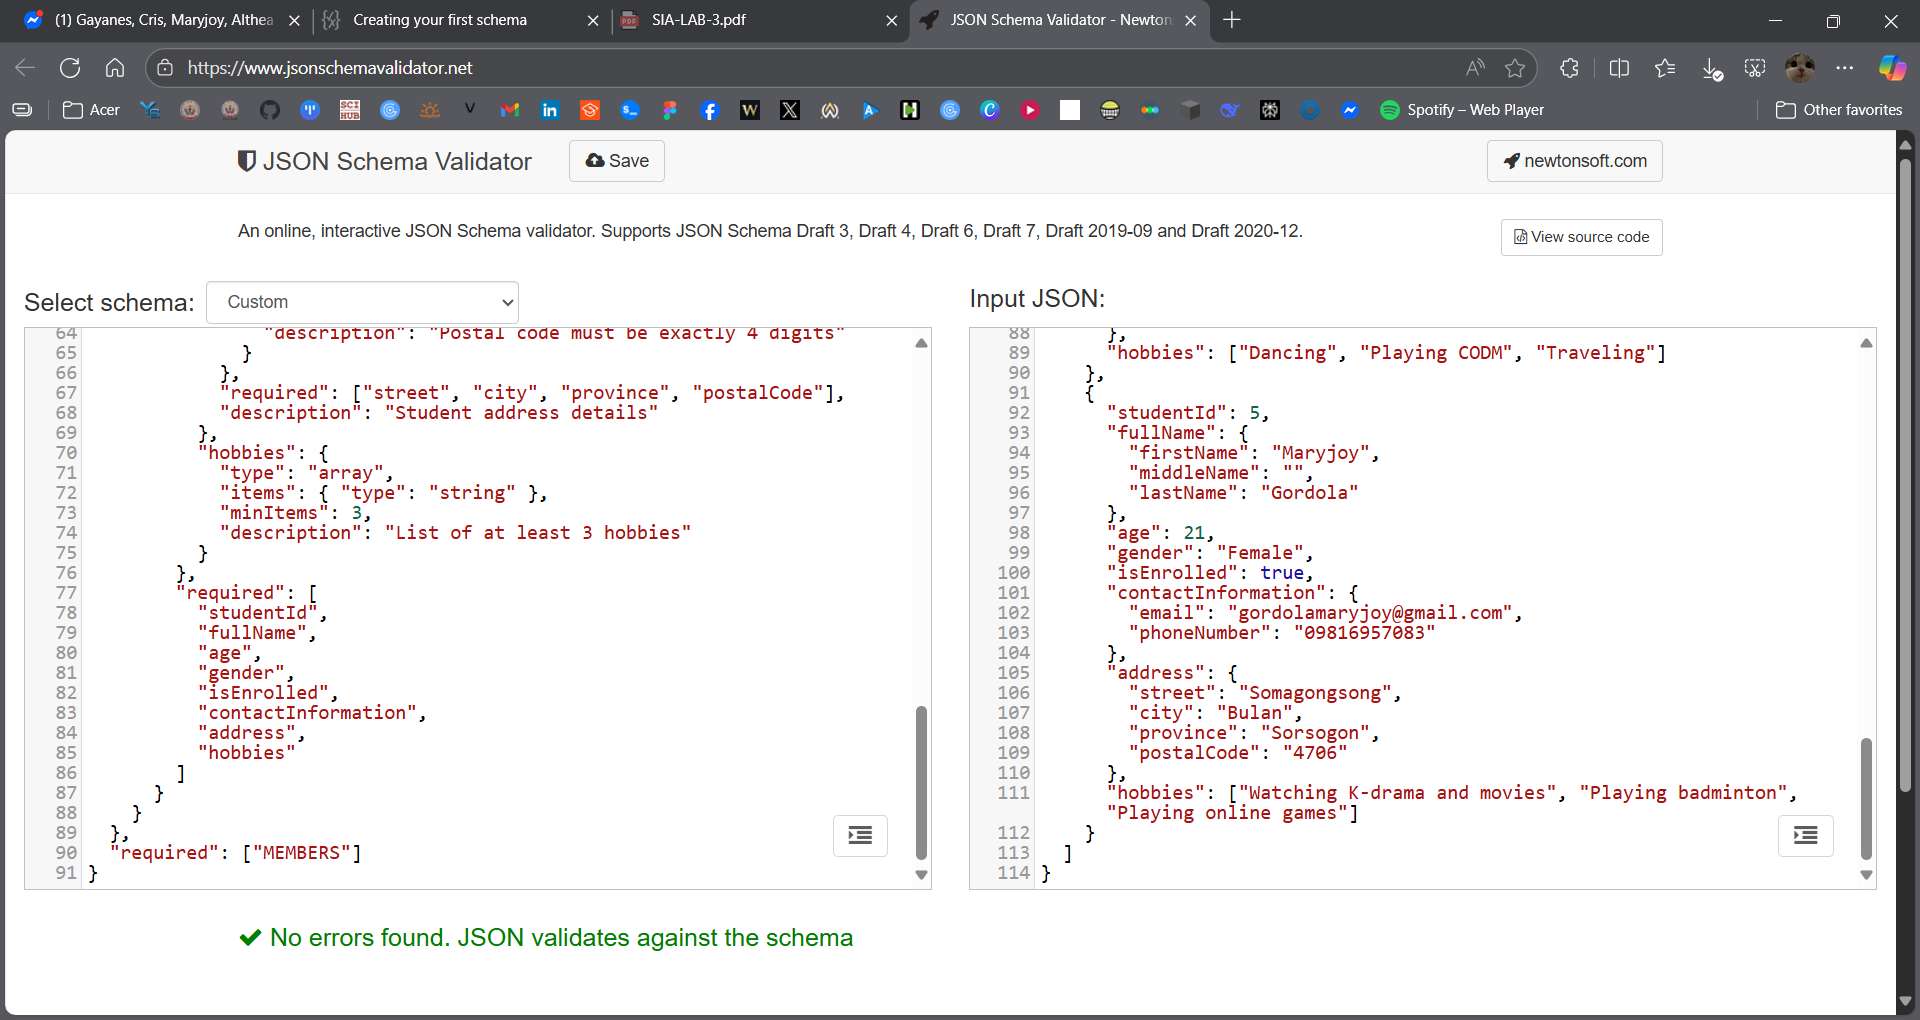 (1) Gayanes, Cris, Maryjoy, Althea
Creating your first schema
SIA-LAB-3.pdf
JSON Schema Validator - Newton
https://www.jsonschemavalidator.net
Acer
Spotify – Web Player
Other favorites
JSON Schema Validator
Save
newtonsoft.com
An online, interactive JSON Schema validator. Supports JSON Schema Draft 3, Draft 4, Draft 6, Draft 7, Draft 2019-09 and Draft 2020-12.
View source code
Select schema: Custom
64 "description": "Postal code must be exactly 4 digits"
65 }
66 },
67 "required": ["street", "city", "province", "postalCode"],
68 "description": "Student address details"
69 },
70 "hobbies": {
71 "type": "array",
72 "items": { "type": "string" },
73 "minItems": 3,
74 "description": "List of at least 3 hobbies"
75 }
76 },
77 "required": [
78 "studentId",
79 "fullName",
80 "age",
81 "gender",
82 "isEnrolled",
83 "contactInformation",
84 "address",
85 "hobbies"
86 ]
87 }
88 }
89 },
90 "required": ["MEMBERS"]
91 }
Input JSON:
88 },
89 "hobbies": ["Dancing", "Playing CODM", "Traveling"]
90 },
91 {
92 "studentId": 5,
93 "fullName": {
94 "firstName": "Maryjoy",
95 "middleName": "",
96 "lastName": "Gordola"
97 },
98 "age": 21,
99 "gender": "Female",
100 "isEnrolled": true,
101 "contactInformation": {
102 "email": "gordolamaryjoy@gmail.com",
103 "phoneNumber": "09816957083"
104 },
105 "address": {
106 "street": "Somagongsong",
107 "city": "Bulan",
108 "province": "Sorsogon",
109 "postalCode": "4706"
110 },
111 "hobbies": ["Watching K-drama and movies", "Playing badminton",
"Playing online games"]
112 }
113 ]
114 }
No errors found. JSON validates against the schema